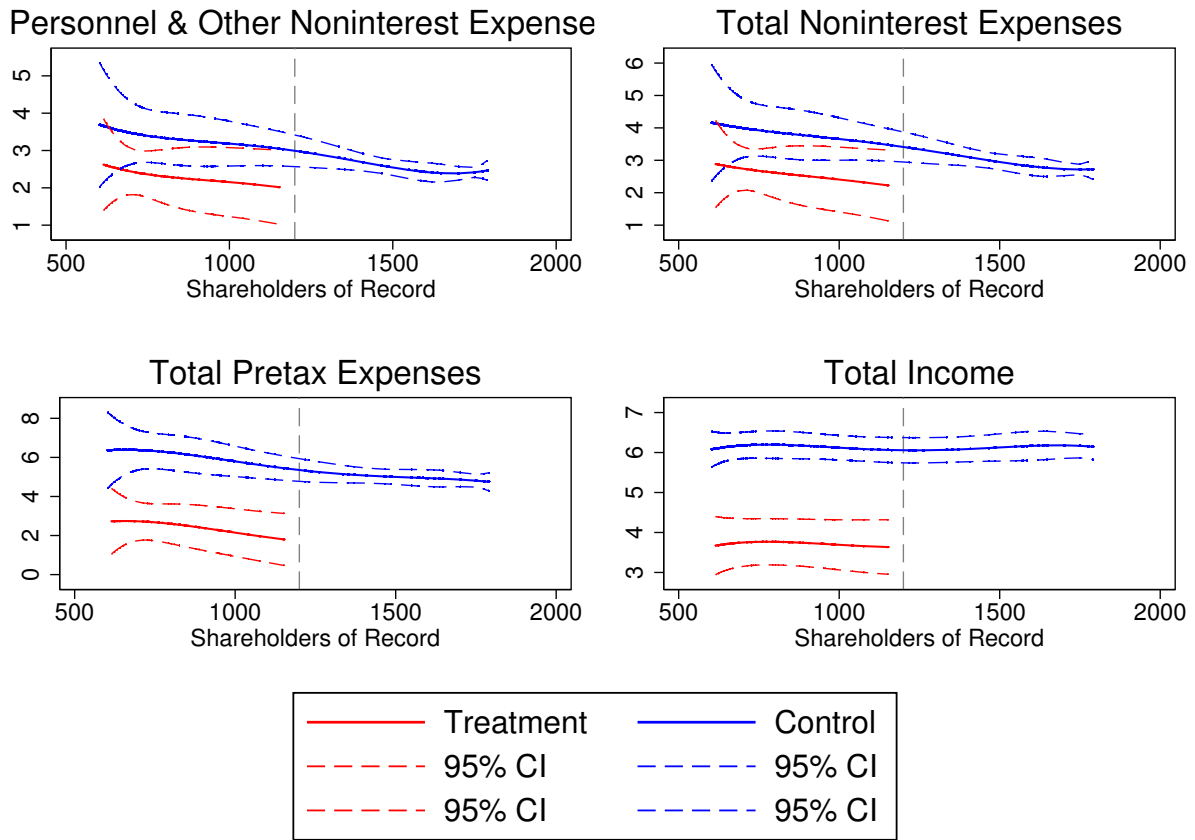 Personnel & Other Noninterest Expense
5
4
3
2
1
500 1000 1500 2000
Shareholders of Record
Total Noninterest Expenses
6
5
4
3
2
1
500 1000 1500 2000
Shareholders of Record
Total Pretax Expenses
8
6
4
2
0
500 1000 1500 2000
Shareholders of Record
Total Income
7
6
5
4
3
500 1000 1500 2000
Shareholders of Record
Treatment Control
95% CI 95% CI
95% CI 95% CI